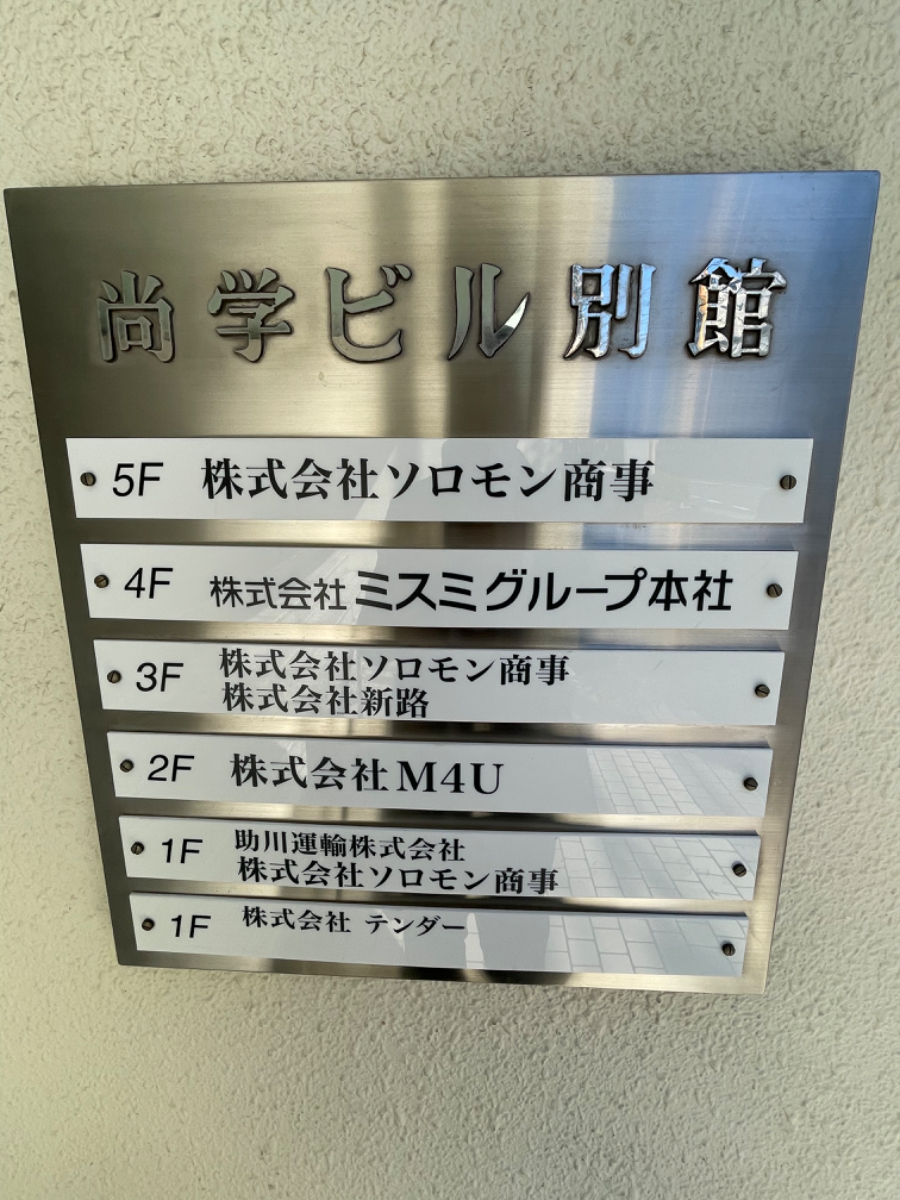 尚学ビル別館
5F 株式会社ソロモン商事
4F 株式会社 ミスミグループ本社
3F 株式会社ソロモン商事
株式会社新路
2F 株式会社M4U
1F 助川運輸株式会社
株式会社ソロモン商事
1F 株式会社 テンダー